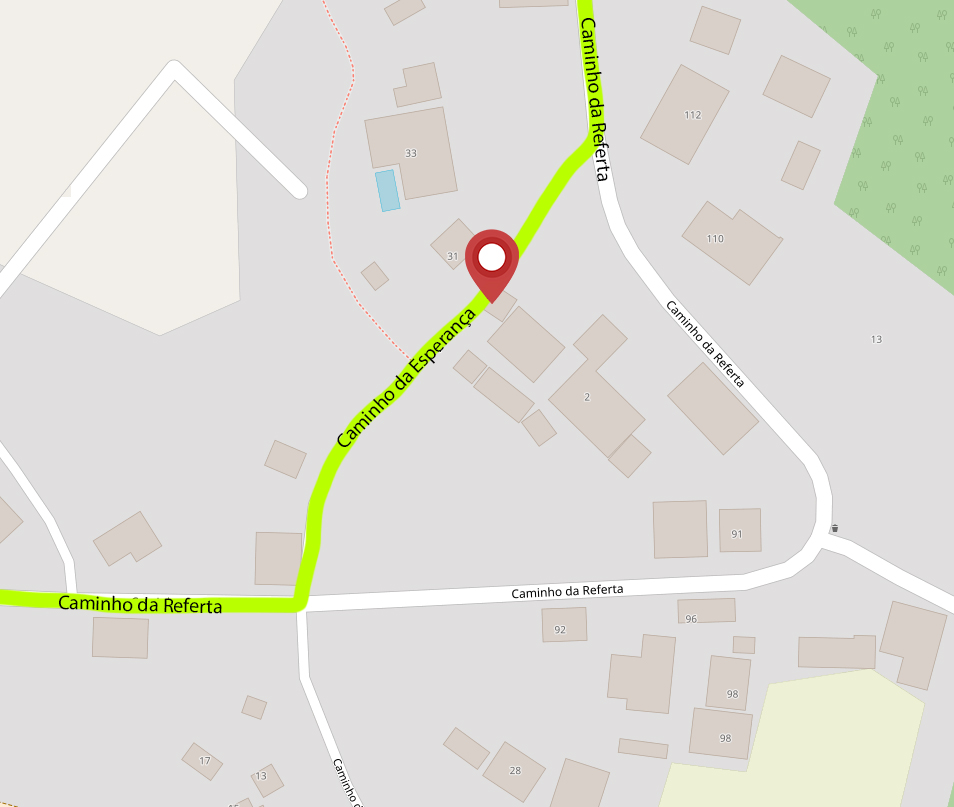 Caminho da Referta
112
33
110
31
Caminho da Referta
Caminho da Esperança
13
2
91
Caminho da Referta
Caminho da Referta
92
96
98
98
17
13
28
Caminho